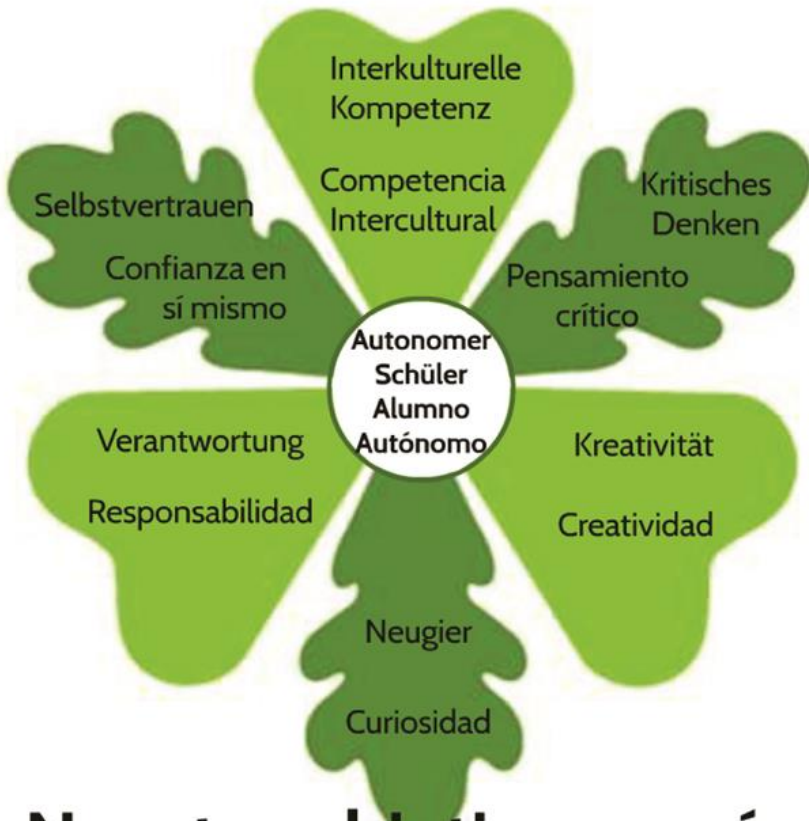 Interkulturelle
Kompetenz
Competencia
Intercultural
Selbstvertrauen
Confianza en
sí mismo
Kritisches
Denken
Pensamiento
crítico
Autonomer
Schüler
Alumno
Autónomo
Verantwortung
Responsabilidad
Kreativität
Creatividad
Neugier
Curiosidad